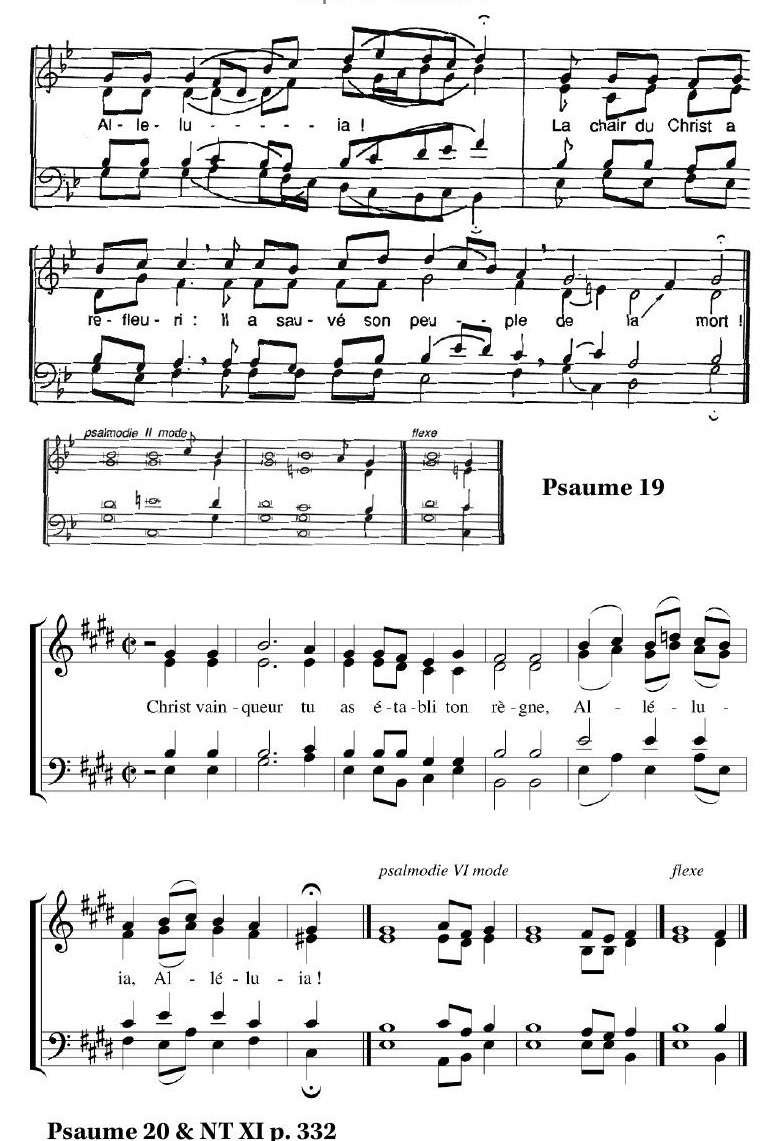 Al - le - lu - - - - ia ! La chair du Christ a
re - fleu - ri : Il a sau - vé son peu - - ple de la mort !
psalmodie II mode flexe
Psaume 19
Christ vain - queur tu as é - ta - bli ton rè - gne, Al - lé - lu -
psalmodie VI mode flexe
ia, Al - lé - lu - ia !
Psaume 20 & NT XI p. 332